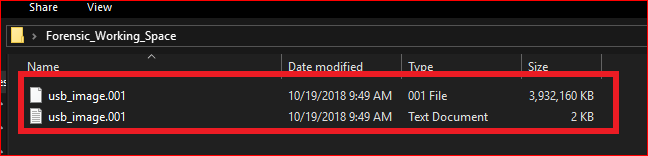 Share View
Forensic_Working_Space
Name Date modified Type Size
usb_image.001 10/19/2018 9:49 AM 001 File 3,932,160 KB
usb_image.001 10/19/2018 9:49 AM Text Document 2 KB